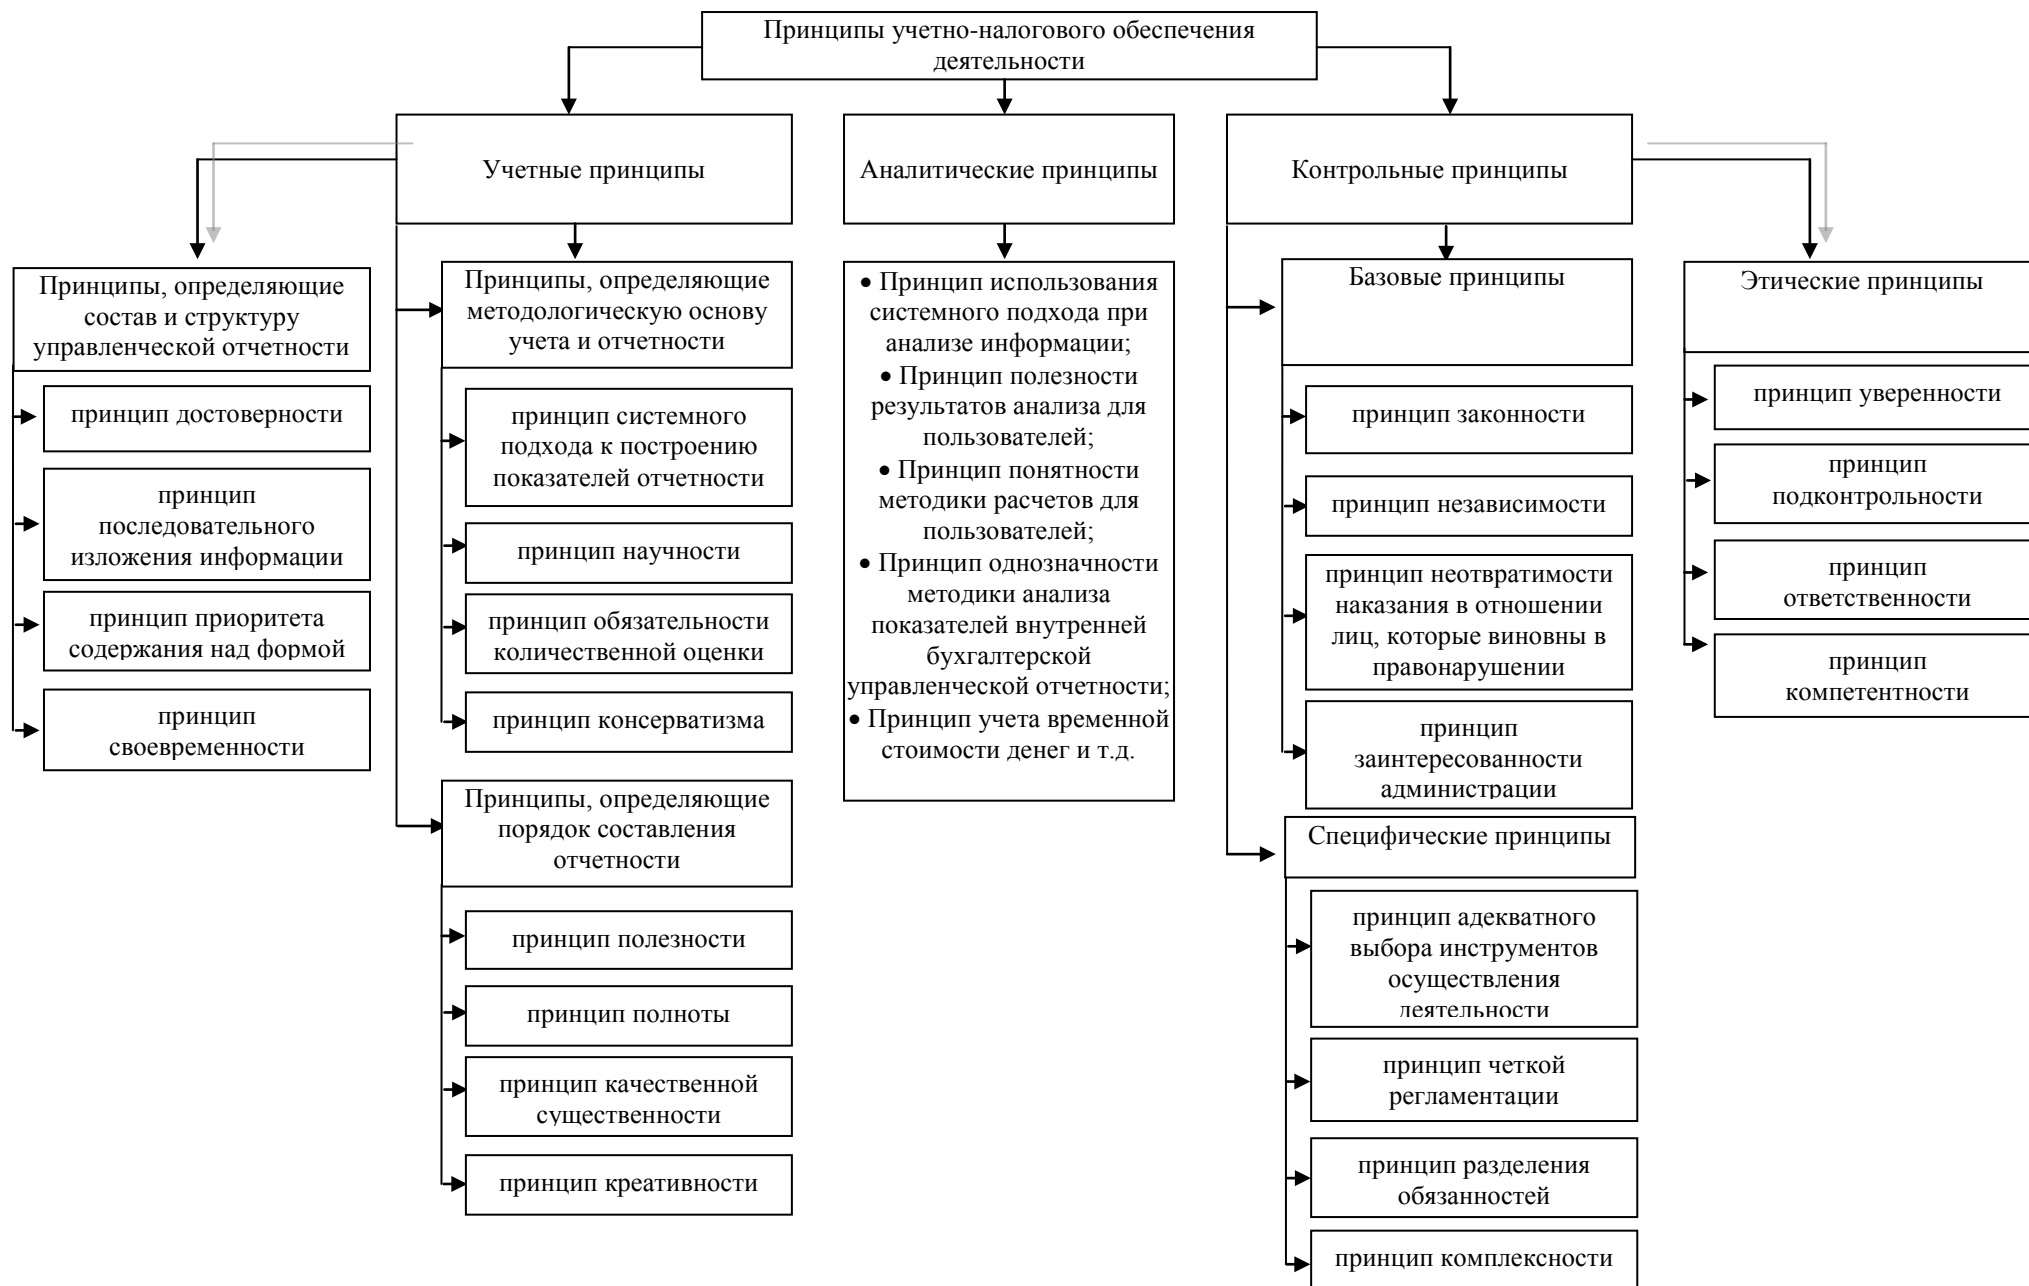 Принципы учетно-налогового обеспечения
деятельности
Учетные принципы
Аналитические принципы
Контрольные принципы
Принципы, определяющие
состав и структуру
управленческой отчетности
принцип достоверности
принцип
последовательного
изложения информации
принцип приоритета
содержания над формой
принцип
своевременности
Принципы, определяющие
методологическую основу
учета и отчетности
принцип системного
подхода к построению
показателей отчетности
принцип научности
принцип обязательности
количественной оценки
принцип консерватизма
Принципы, определяющие
порядок составления
отчетности
принцип полезности
принцип полноты
принцип качественной
существенности
принцип креативности
• Принцип использования
системного подхода при
анализе информации;
• Принцип полезности
результатов анализа для
пользователей;
• Принцип понятности
методики расчетов для
пользователей;
• Принцип однозначности
методики анализа
показателей внутренней
бухгалтерской
управленческой отчетности;
• Принцип учета временной
стоимости денег и т.д.
Базовые принципы
принцип законности
принцип независимости
принцип неотвратимости
наказания в отношении
лиц, которые виновны в
правонарушении
принцип
заинтересованности
администрации
Специфические принципы
принцип адекватного
выбора инструментов
осуществления
деятельности
принцип четкой
регламентации
принцип разделения
обязанностей
принцип комплексности
Этические принципы
принцип уверенности
принцип
подконтрольности
принцип
ответственности
принцип
компетентности